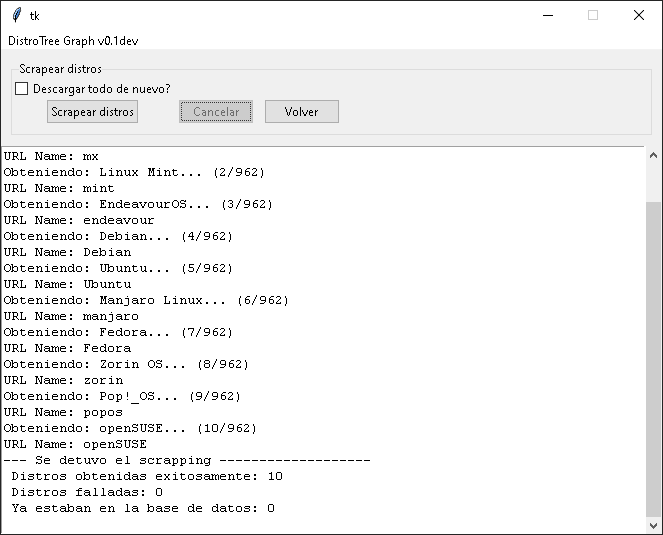 tk
DistroTree Graph v0.1dev
Scrapear distros
Descargar todo de nuevo?
Scrapear distros Cancelar Volver
URL Name: mx
Obteniendo: Linux Mint... (2/962)
URL Name: mint
Obteniendo: EndeavourOS... (3/962)
URL Name: endeavour
Obteniendo: Debian... (4/962)
URL Name: Debian
Obteniendo: Ubuntu... (5/962)
URL Name: Ubuntu
Obteniendo: Manjaro Linux... (6/962)
URL Name: manjaro
Obteniendo: Fedora... (7/962)
URL Name: Fedora
Obteniendo: Zorin OS... (8/962)
URL Name: zorin
Obteniendo: Pop!_OS... (9/962)
URL Name: popos
Obteniendo: openSUSE... (10/962)
URL Name: openSUSE
--- Se detuvo el scrapping -------------------
Distros obtenidas exitosamente: 10
Distros falladas: 0
Ya estaban en la base de datos: 0